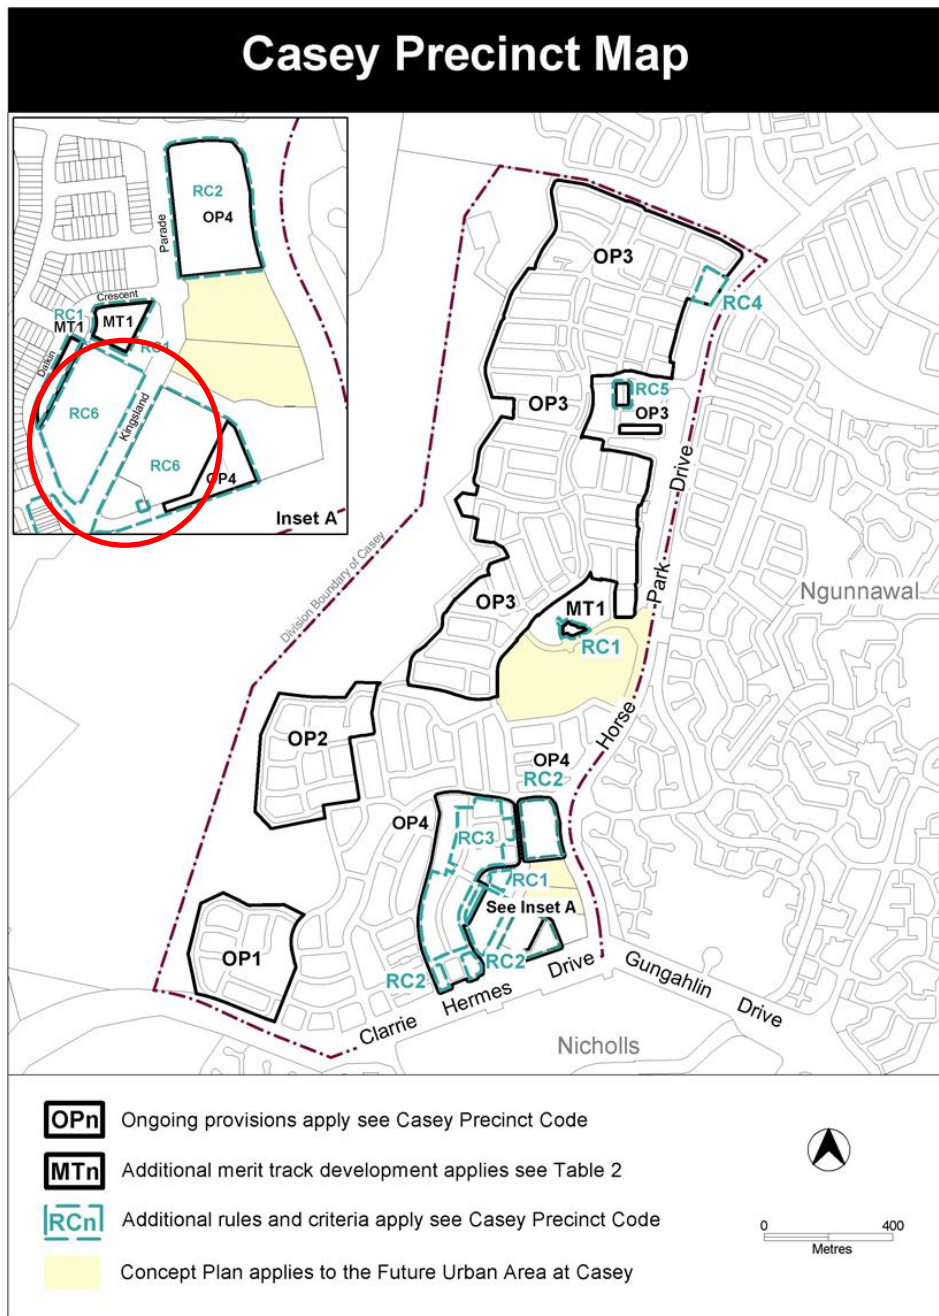 Casey Precinct Map
RC2
OP4
Parade
Crescent
RC1
MT1
MT1
RC1
Dalkin
RC6
Kingsland
RC6
OP4
Inset A
OP3
RC4
RC5
OP3
OP3
Drive
Park
Horse
Division Boundary of Casey
Ngunnawal
OP3
MT1
RC1
OP2
OP4
RC2
OP4
RC3
RC1
See Inset A
OP1
RC2
RC2
Clarrie Hermes Drive
Gungahlin Drive
Nicholls
OPn Ongoing provisions apply see Casey Precinct Code
MTn Additional merit track development applies see Table 2
RCn Additional rules and criteria apply see Casey Precinct Code
Concept Plan applies to the Future Urban Area at Casey
0 400
Metres